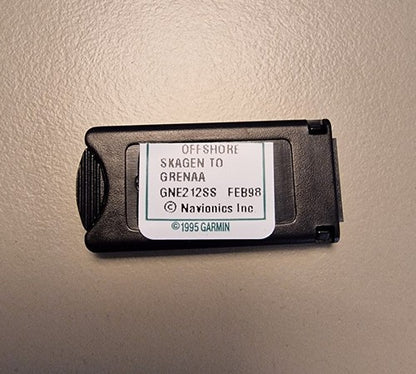 OFFSHORE
SKAGEN TO
GRENAA
GNE212SS FEB98
© Navionics Inc
©1995 GARMIN